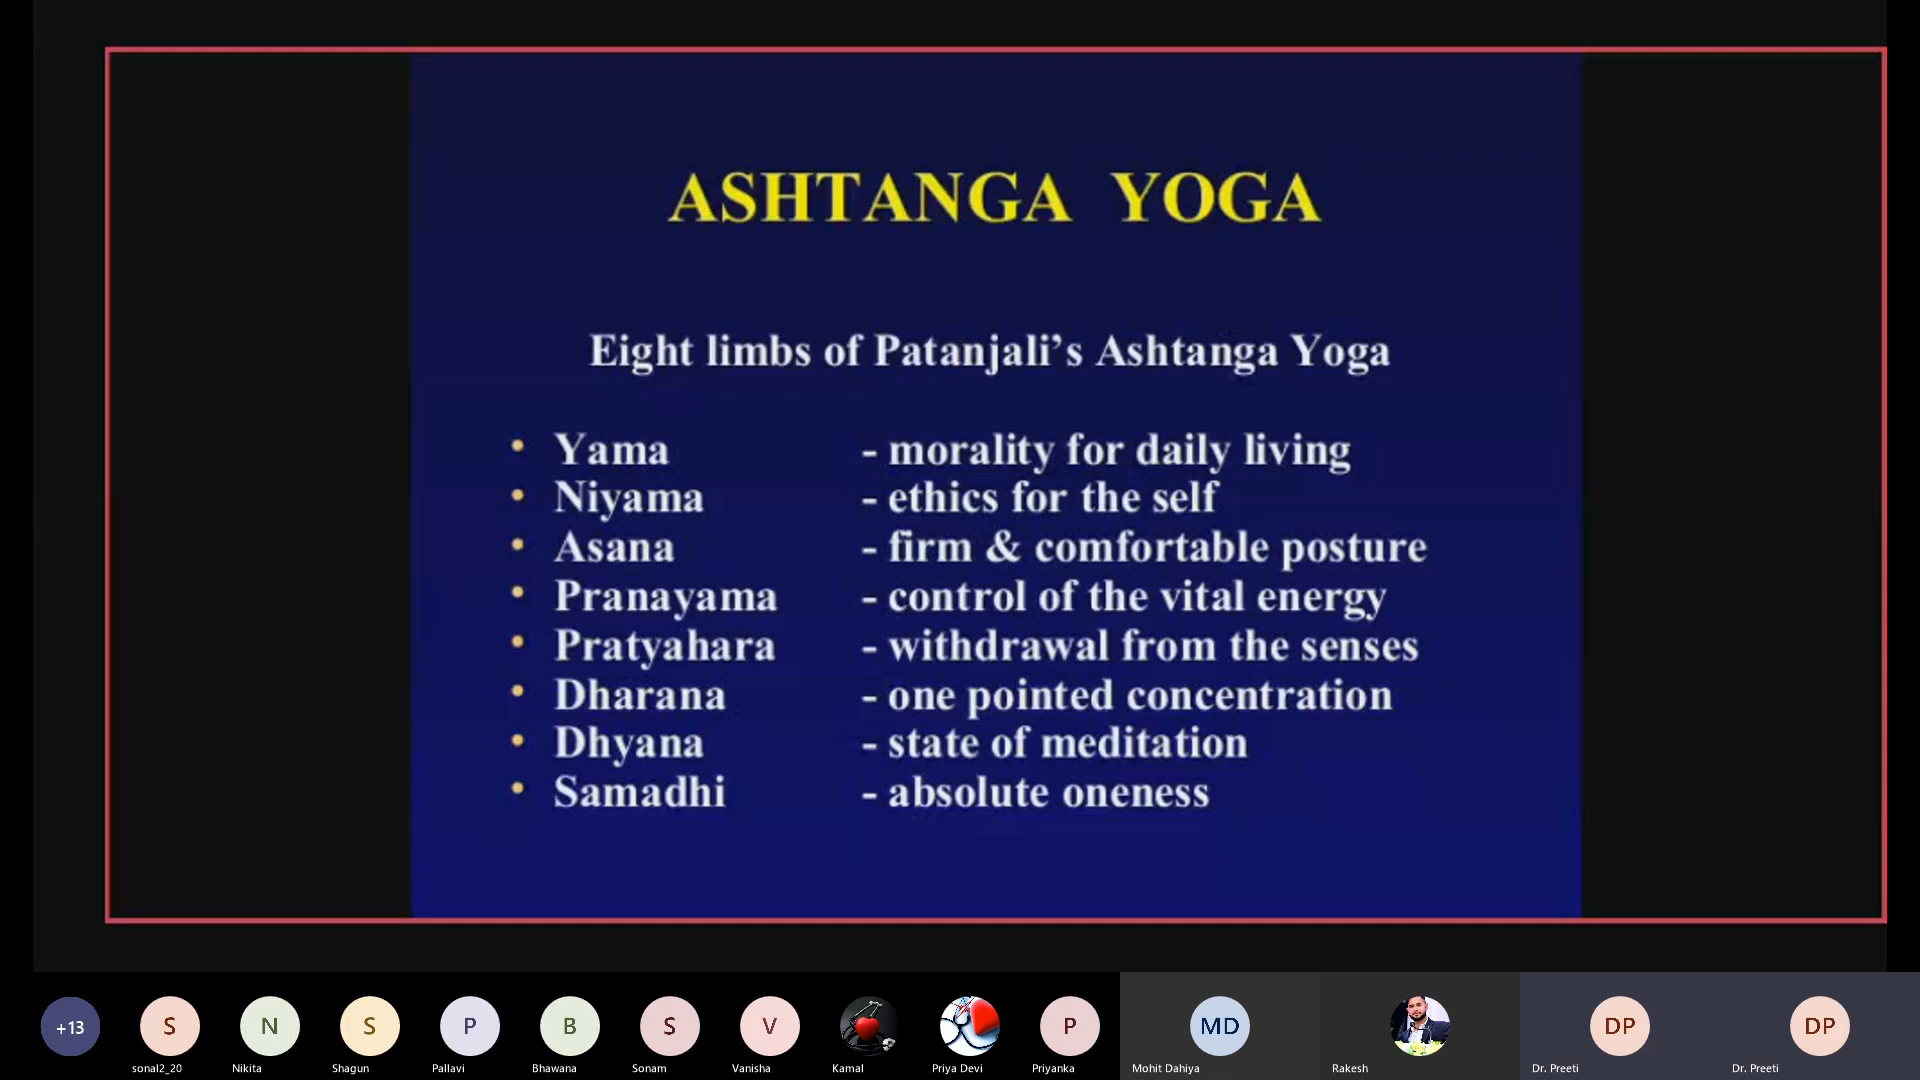 ASHTANGA YOGA
Eight limbs of Patanjali’s Ashtanga Yoga
• Yama - morality for daily living
• Niyama - ethics for the self
• Asana - firm & comfortable posture
• Pranayama - control of the vital energy
• Pratyahara - withdrawal from the senses
• Dharana - one pointed concentration
• Dhyana - state of meditation
• Samadhi - absolute oneness
+13 S N S P B S V P MD DP DP
sonal2_20 Nikita Shagun Pallavi Bhawana Sonam Vanisha Kamal Priya Devi Priyanka Mohit Dahiya Rakesh Dr. Preeti Dr. Preeti